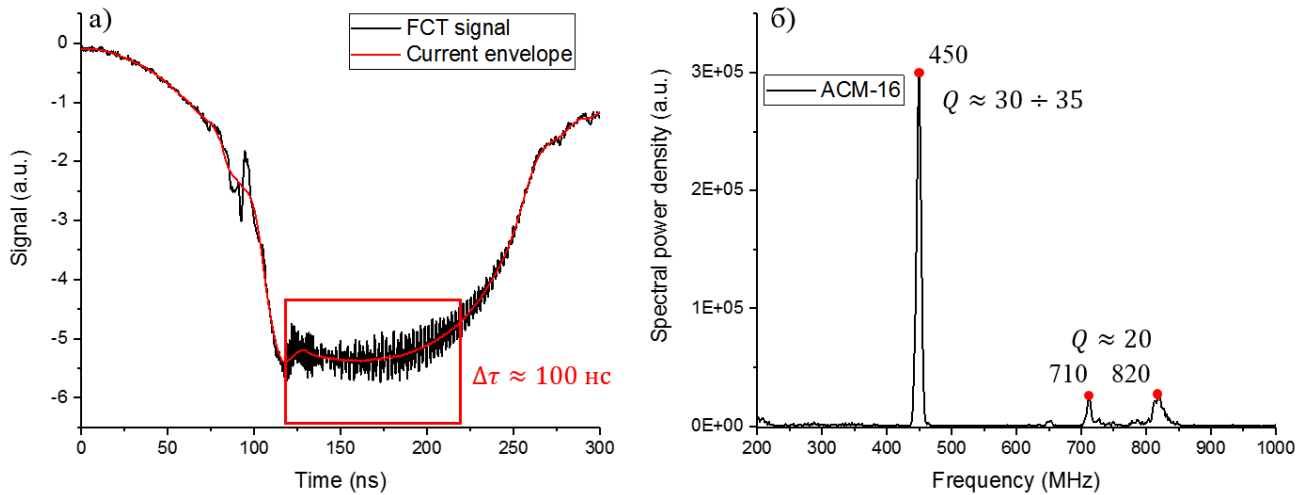 а)
FCT signal
Current envelope
Δτ ≈ 100 нс
0
-1
-2
-3
-4
-5
-6
Signal (a.u.)
0 50 100 150 200 250 300
Time (ns)
б)
ACM-16
450
Q ≈ 30 ÷ 35
Q ≈ 20
710 820
3E+05
2E+05
1E+05
0E+00
Spectral power density (a.u.)
200 300 400 500 600 700 800 900 1000
Frequency (MHz)